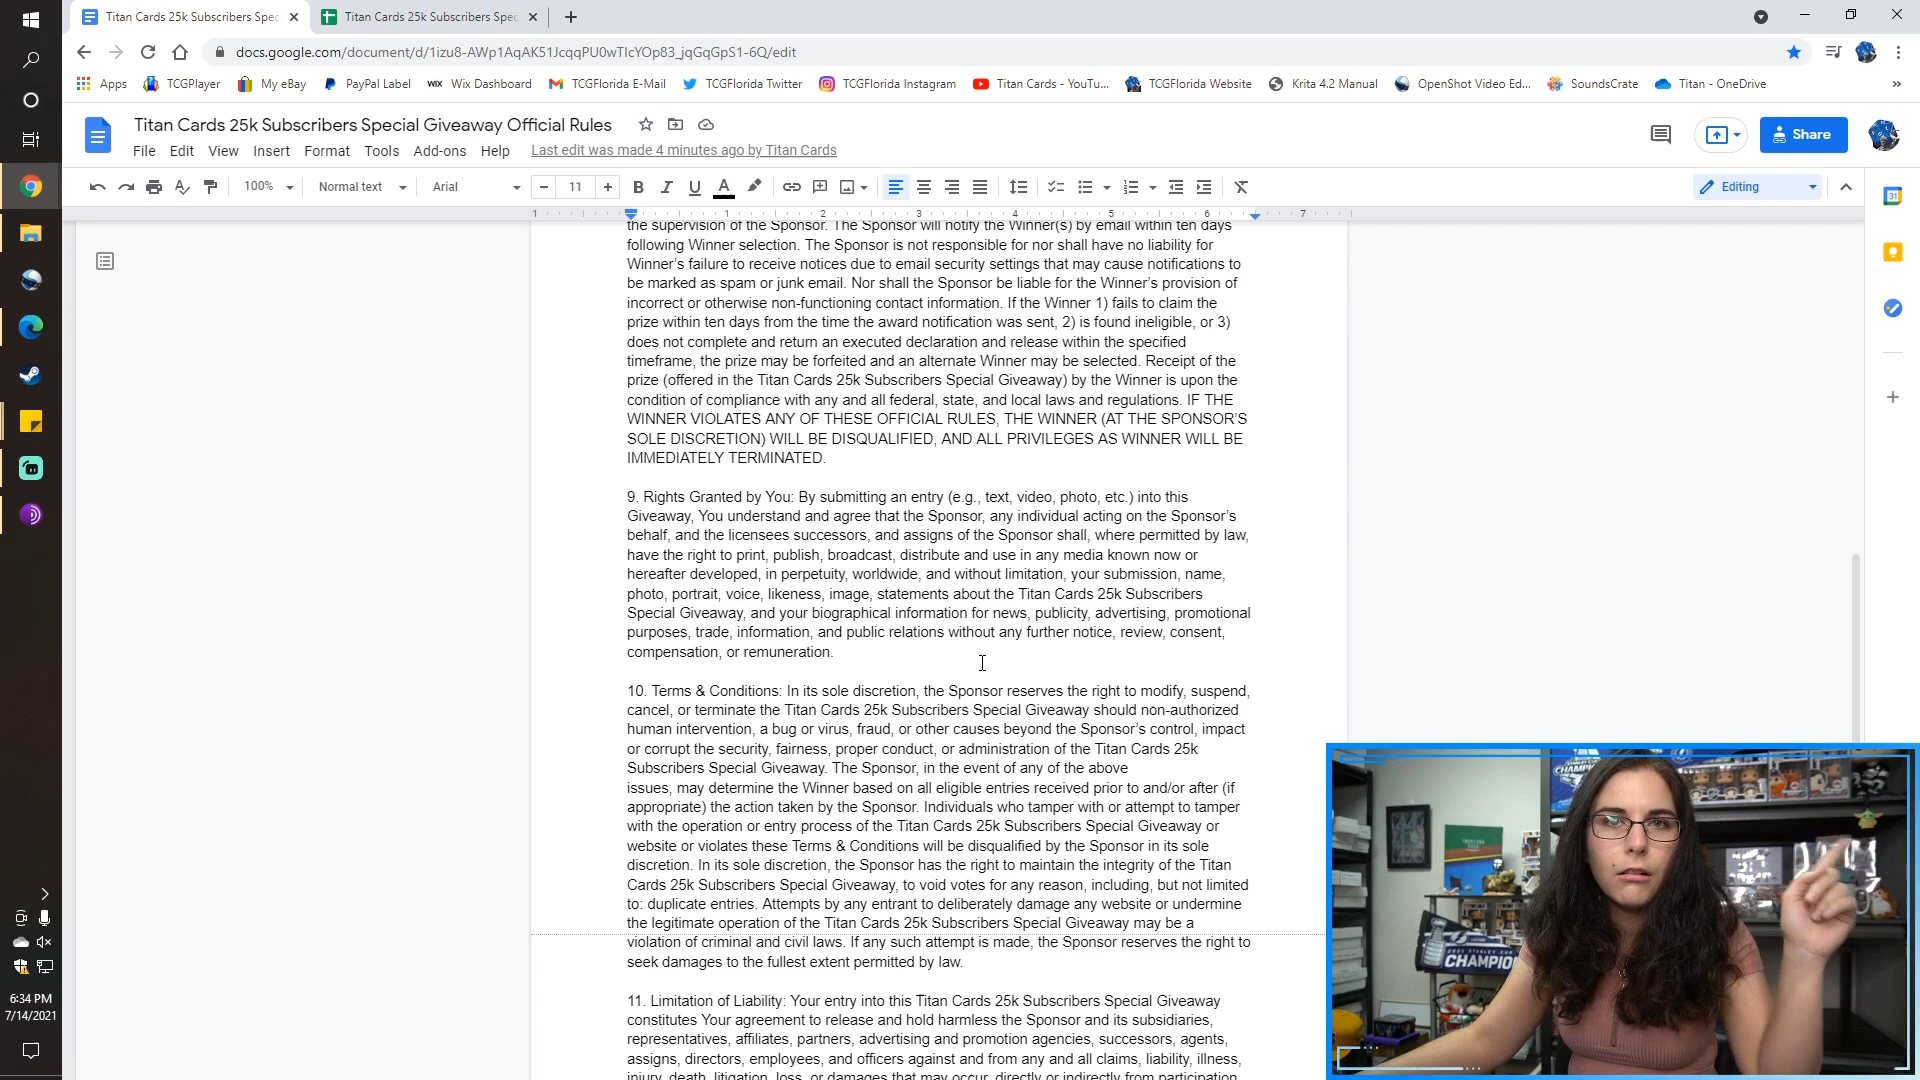 Titan Cards 25k Subscribers Spec
Titan Cards 25k Subscribers Spec
docs.google.com/document/d/1izu8-AWp1AqAK51JcqqPU0wTIcYOp83_jqGqGpS1-6Q/edit
Apps TCGPlayer My eBay PayPal Label Wix Dashboard TCGFlorida E-Mail TCGFlorida Twitter TCGFlorida Instagram Titan Cards - YouTu... TCGFlorida Website Krita 4.2 Manual OpenShot Video Ed... SoundsCrate Titan - OneDrive
Titan Cards 25k Subscribers Special Giveaway Official Rules
File Edit View Insert Format Tools Add-ons Help Last edit was made 4 minutes ago by Titan Cards
Share
100% Normal text Arial 11 Editing
1 1 2 3 4 5 6 7
the supervision of the Sponsor. The Sponsor will notify the Winner(s) by email within ten days
following Winner selection. The Sponsor is not responsible for nor shall have no liability for
Winner's failure to receive notices due to email security settings that may cause notifications to
be marked as spam or junk email. Nor shall the Sponsor be liable for the Winner's provision of
incorrect or otherwise non-functioning contact information. If the Winner 1) fails to claim the
prize within ten days from the time the award notification was sent, 2) is found ineligible, or 3)
does not complete and return an executed declaration and release within the specified
timeframe, the prize may be forfeited and an alternate Winner may be selected. Receipt of the
prize (offered in the Titan Cards 25k Subscribers Special Giveaway) by the Winner is upon the
condition of compliance with any and all federal, state, and local laws and regulations. IF THE
WINNER VIOLATES ANY OF THESE OFFICIAL RULES, THE WINNER (AT THE SPONSOR'S
SOLE DISCRETION) WILL BE DISQUALIFIED, AND ALL PRIVILEGES AS WINNER WILL BE
IMMEDIATELY TERMINATED.
9. Rights Granted by You: By submitting an entry (e.g., text, video, photo, etc.) into this
Giveaway, You understand and agree that the Sponsor, any individual acting on the Sponsor's
behalf, and the licensees successors, and assigns of the Sponsor shall, where permitted by law,
have the right to print, publish, broadcast, distribute and use in any media known now or
hereafter developed, in perpetuity, worldwide, and without limitation, your submission, name,
photo, portrait, voice, likeness, image, statements about the Titan Cards 25k Subscribers
Special Giveaway, and your biographical information for news, publicity, advertising, promotional
purposes, trade, information, and public relations without any further notice, review, consent,
compensation, or remuneration.
10. Terms & Conditions: In its sole discretion, the Sponsor reserves the right to modify, suspend,
cancel, or terminate the Titan Cards 25k Subscribers Special Giveaway should non-authorized
human intervention, a bug or virus, fraud, or other causes beyond the Sponsor's control, impact
or corrupt the security, fairness, proper conduct, or administration of the Titan Cards 25k
Subscribers Special Giveaway. The Sponsor, in the event of any of the above
issues, may determine the Winner based on all eligible entries received prior to and/or after (if
appropriate) the action taken by the Sponsor. Individuals who tamper with or attempt to tamper
with the operation or entry process of the Titan Cards 25k Subscribers Special Giveaway or
website or violates these Terms & Conditions will be disqualified by the Sponsor in its sole
discretion. In its sole discretion, the Sponsor has the right to maintain the integrity of the Titan
Cards 25k Subscribers Special Giveaway, to void votes for any reason, including, but not limited
to: duplicate entries. Attempts by any entrant to deliberately damage any website or undermine
the legitimate operation of the Titan Cards 25k Subscribers Special Giveaway may be a
violation of criminal and civil laws. If any such attempt is made, the Sponsor reserves the right to
seek damages to the fullest extent permitted by law.
11. Limitation of Liability: Your entry into this Titan Cards 25k Subscribers Special Giveaway
constitutes Your agreement to release and hold harmless the Sponsor and its subsidiaries,
representatives, affiliates, partners, advertising and promotion agencies, successors, agents,
assigns, directors, employees, and officers against and from any and all claims, liability, illness,
injury, death, litigation, loss, or damages that may occur, directly or indirectly, from participation
6:34 PM
7/14/2021
31
CHAMPION